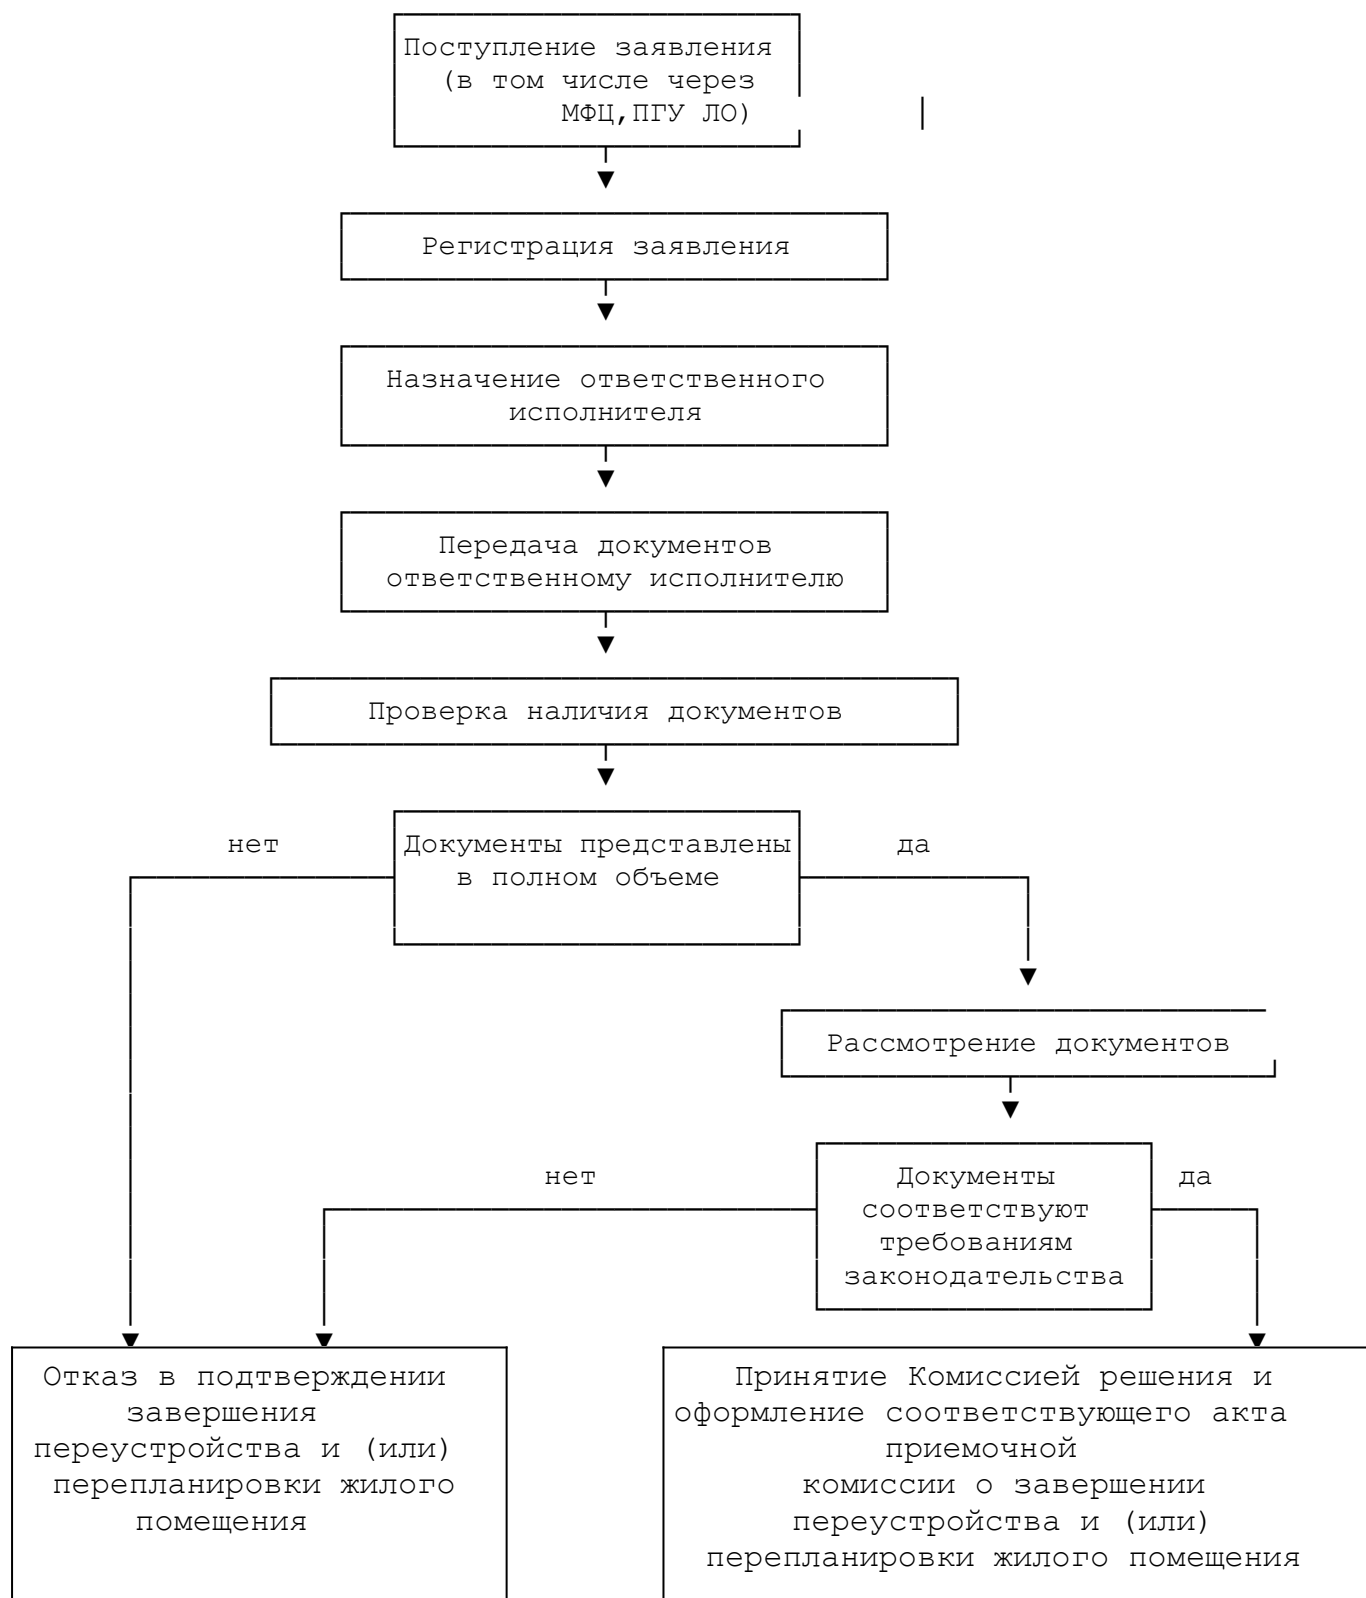 Поступление заявления
(в том числе через
МФЦ,ПГУ ЛО)
Регистрация заявления
Назначение ответственного
исполнителя
Передача документов
ответственному исполнителю
Проверка наличия документов
нет
Документы представлены
в полном объеме
да
Рассмотрение документов
нет
Документы
соответствуют
требованиям
законодательства
да
Отказ в подтверждении
завершения
переустройства и (или)
перепланировки жилого
помещения
Принятие Комиссией решения и
оформление соответствующего акта
приемочной
комиссии о завершении
переустройства и (или)
перепланировки жилого помещения